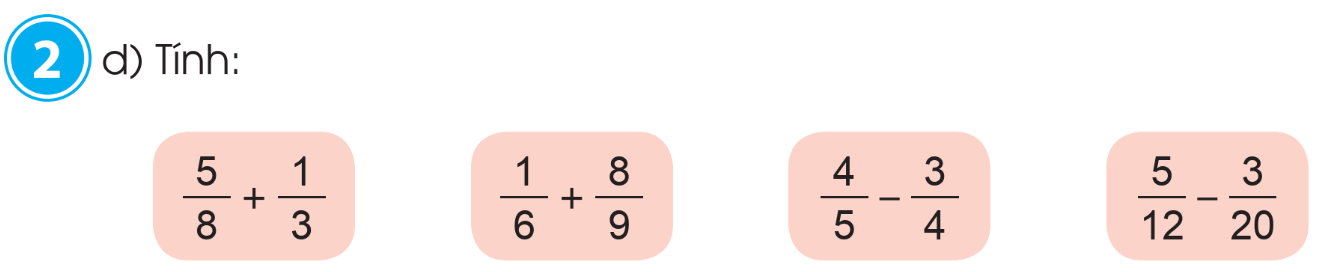 2 d) Tính:
5/8 + 1/3 1/6 + 8/9 4/5 − 3/4 5/12 − 3/20